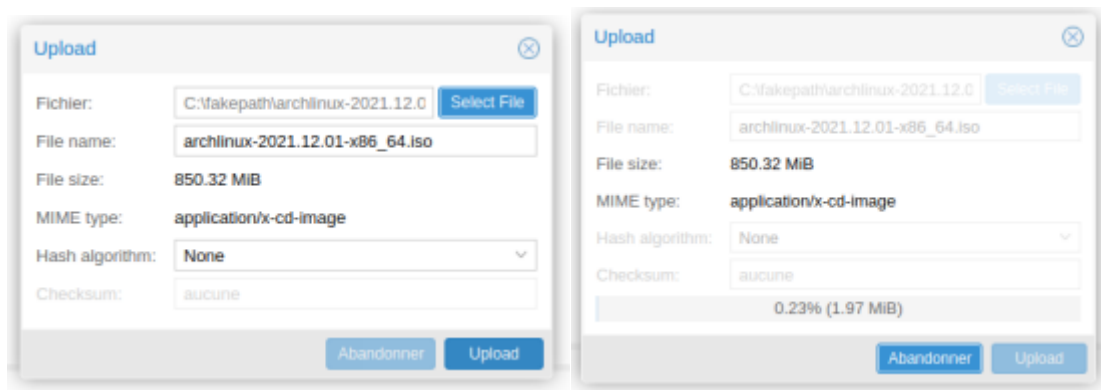 Upload
Fichier: C:\fakepath\archlinux-2021.12.0 Select File
File name: archlinux-2021.12.01-x86_64.iso
File size: 850.32 MiB
MIME type: application/x-cd-image
Hash algorithm: None
Checksum: aucune
Abandonner Upload
Upload
Fichier: C:\fakepath\archlinux-2021.12.0 Select File
File name: archlinux-2021.12.01-x86_64.iso
File size: 850.32 MiB
MIME type: application/x-cd-image
Hash algorithm: None
Checksum: aucune
0.23% (1.97 MiB)
Abandonner Upload